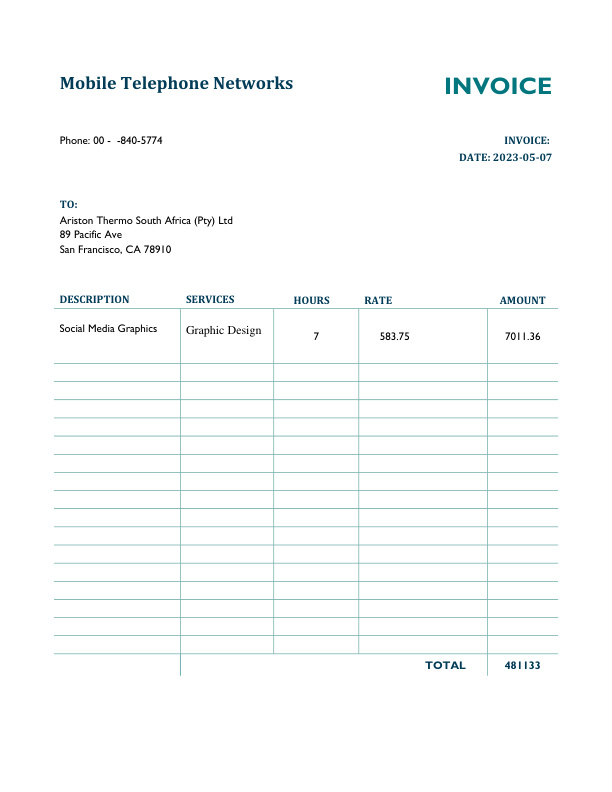 Mobile Telephone Networks
INVOICE
Phone: 00 -  -840-5774
INVOICE:
DATE: 2023-05-07
TO:
Ariston Thermo South Africa (Pty) Ltd
89 Pacific Ave
San Francisco, CA 78910
DESCRIPTION SERVICES HOURS RATE AMOUNT
Social Media Graphics Graphic Design 7 583.75 7011.36
TOTAL 481133